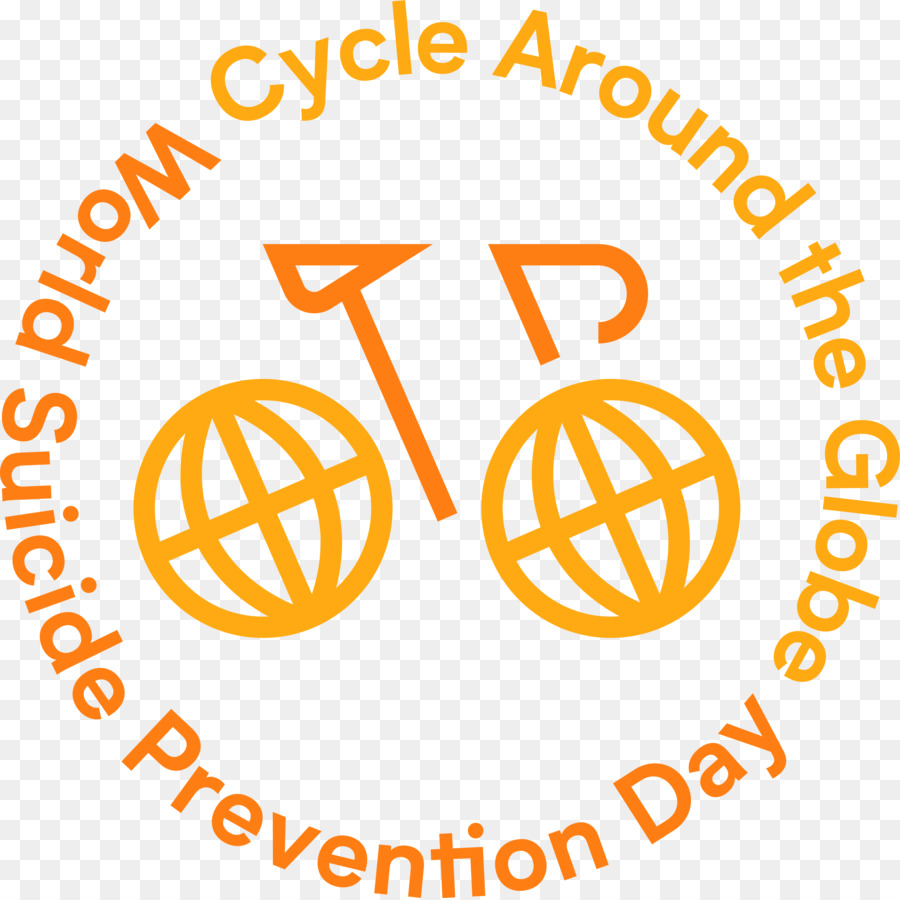 Cycle Around the Globe
World Suicide Prevention Day